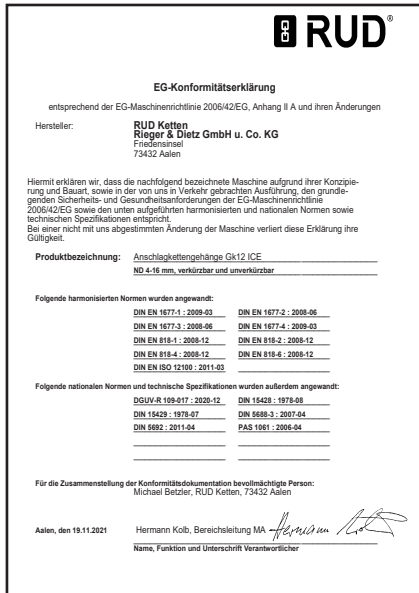 RUD®
EG-Konformitätserklärung
entsprechend der EG-Maschinenrichtlinie 2006/42/EG, Anhang II A und ihren Änderungen
Hersteller: RUD Ketten
Rieger & Dietz GmbH u. Co. KG
Friedensinsel
73432 Aalen
Hiermit erklären wir, dass die nachfolgend bezeichnete Maschine aufgrund ihrer Konzipie-
rung und Bauart, sowie in der von uns in Verkehr gebrachten Ausführung, den grundle-
genden Sicherheits- und Gesundheitsanforderungen der EG-Maschinenrichtlinie
2006/42/EG sowie den unten aufgeführten harmonisierten und nationalen Normen sowie
technischen Spezifikationen entspricht.
Bei einer nicht mit uns abgestimmten Änderung der Maschine verliert diese Erklärung ihre
Gültigkeit.
Produktbezeichnung: Anschlagkettengehänge Gk12 ICE
ND 4-16 mm, verkürzbar und unverkürzbar
Folgende harmonisierten Normen wurden angewandt:
DIN EN 1677-1 : 2009-03 DIN EN 1677-2 : 2008-06
DIN EN 1677-3 : 2008-06 DIN EN 1677-4 : 2009-03
DIN EN 818-1 : 2008-12 DIN EN 818-2 : 2008-12
DIN EN 818-4 : 2008-12 DIN EN 818-6 : 2008-12
DIN EN ISO 12100 : 2011-03
Folgende nationalen Normen und technische Spezifikationen wurden außerdem angewandt:
DGUV-R 109-017 : 2020-12 DIN 15428 : 1978-08
DIN 15429 : 1978-07 DIN 5688-3 : 2007-04
DIN 5692 : 2011-04 PAS 1061 : 2006-04
Für die Zusammenstellung der Konformitätsdokumentation bevollmächtigte Person:
Michael Betzler, RUD Ketten, 73432 Aalen
Aalen, den 19.11.2021 Hermann Kolb, Bereichsleitung MA Hermann Kolb
Name, Funktion und Unterschrift Verantwortlicher